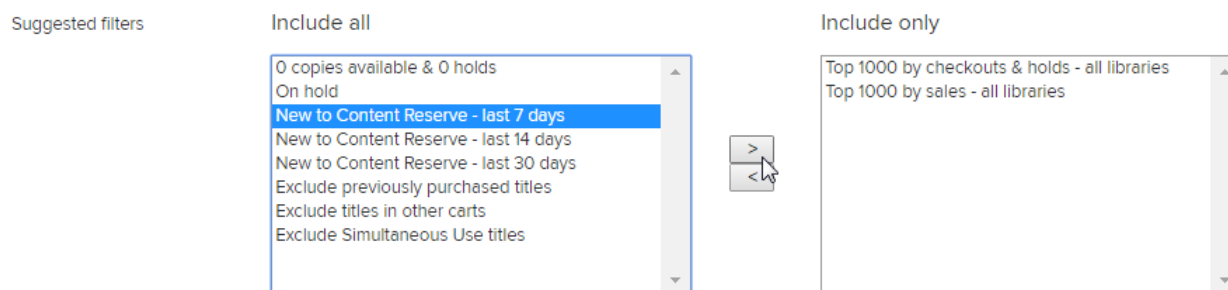 Suggested filters
Include all
0 copies available & 0 holds
On hold
New to Content Reserve - last 7 days
New to Content Reserve - last 14 days
New to Content Reserve - last 30 days
Exclude previously purchased titles
Exclude titles in other carts
Exclude Simultaneous Use titles
>
<
Include only
Top 1000 by checkouts & holds - all libraries
Top 1000 by sales - all libraries